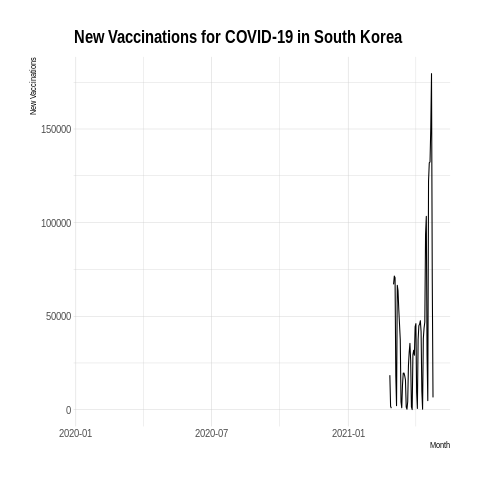 New Vaccinations for COVID-19 in South Korea
New Vaccinations
150000
100000
50000
0
2020-01
2020-07
2021-01
Month